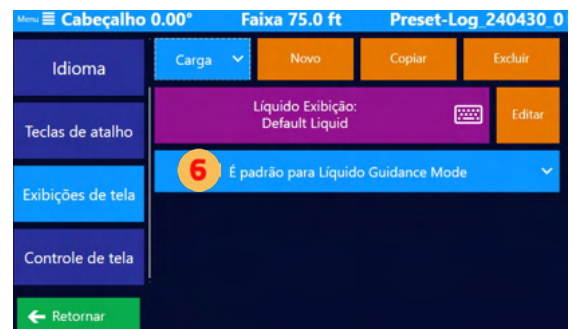 Menu ≡ Cabeçalho 0.00° Faixa 75.0 ft Preset-Log_240430_0
Idioma
Carga
Novo
Copiar
Excluir
Teclas de atalho
Líquido Exibição:
Default Liquid
Editar
6 É padrão para Líquido Guidance Mode
Exibições de tela
Controle de tela
← Retornar